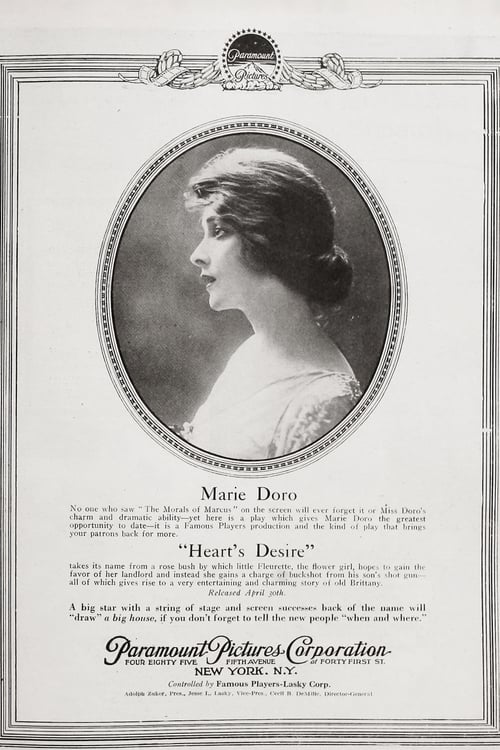 Paramount
Pictures
Marie Doro
No one who saw "The Morals of Marcus" on the screen will ever forget it or Miss Doro's
charm and dramatic ability—yet here is a play which gives Marie Doro the greatest
opportunity to date—it is a Famous Players production and the kind of play that brings
your patrons back for more.
"Heart's Desire"
takes its name from a rose bush by which little Fleurette, the flower girl, hopes to gain the
favor of her landlord and instead she gains a charge of buckshot from his son's shot gun—
all of which gives rise to a very entertaining and charming story of old Brittany.
Released April 30th.
A big star with a string of stage and screen successes back of the name will
"draw" a big house, if you don't forget to tell the new people "when and where."
Paramount Pictures Corporation
FOUR EIGHTY FIVE FIFTH AVENUE at FORTY FIRST ST.
NEW YORK. N.Y.
Controlled by Famous Players-Lasky Corp.
Adolph Zukor, Pres., Jesse L. Lasky, Vice-Pres., Cecil B. DeMille, Director-General